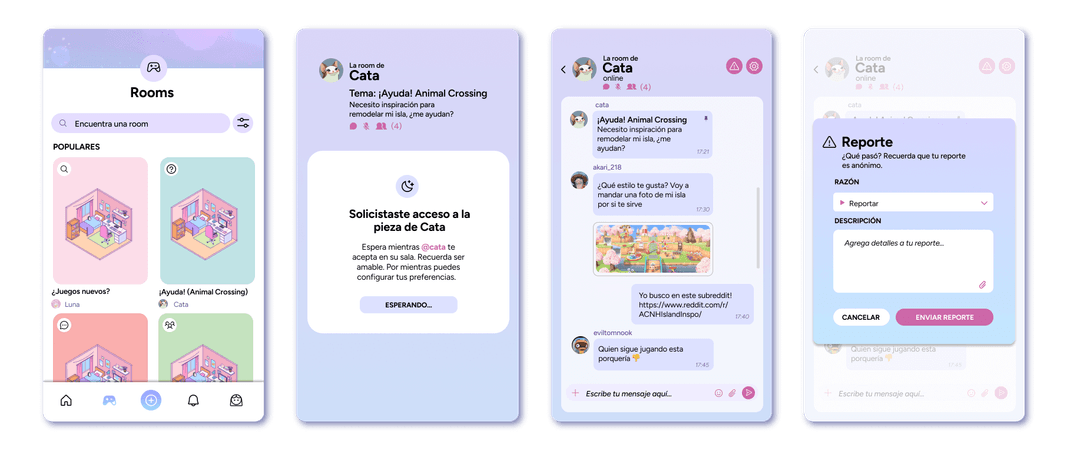 Rooms
Encuentra una room
POPULARES
¿Juegos nuevos?
Luna
¡Ayuda! (Animal Crossing)
Cata
La room de
Cata
Tema: ¡Ayuda! Animal Crossing
Necesito inspiración para
remodelar mi isla, ¿me ayudan?
(4)
Solicistaste acceso a la
pieza de Cata
Espera mientras @cata te
acepta en su sala. Recuerda ser
amable. Por mientras puedes
configurar tus preferencias.
ESPERANDO...
La room de
Cata
online
(4)
cata
¡Ayuda! Animal Crossing
Necesito inspiración para
remodelar mi isla, ¿me
ayudan?
17:21
akari_218
¿Qué estilo te gusta? Voy a
mandar una foto de mi isla
por si te sirve
17:30
Yo busco en este subreddit!
https://www.reddit.com/r/
ACNHIslandInspo/
17:40
eviltomnook
Quien sigue jugando esta
porquería 👎
17:45
Escribe tu mensaje aquí...
La room de
Cata
online
(4)
cata
Reporte
¿Qué pasó? Recuerda que tu reporte
es anónimo.
RAZÓN
Reportar
DESCRIPCIÓN
Agrega detalles a tu reporte...
CANCELAR
ENVIAR REPORTE
Quien sigue jugando esta
porquería 👎
17:45
Escribe tu mensaje aquí...